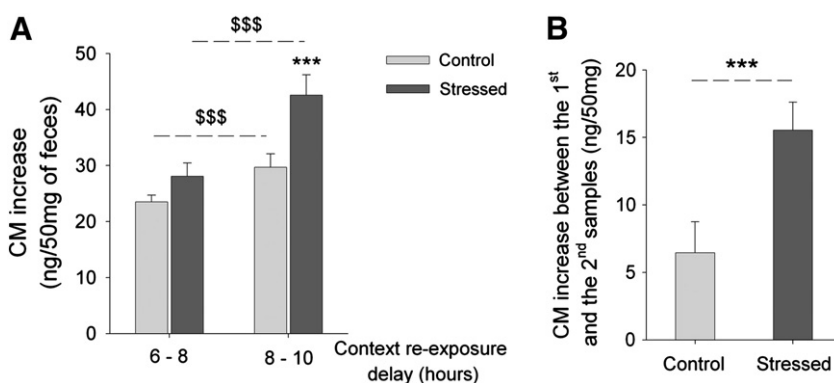 A
CM increase
(ng/50mg of feces)
50
40
30
20
10
0
$$$
$$$
***
Control
Stressed
6 - 8
8 - 10
Context re-exposure
delay (hours)
B
CM increase between the 1st
and the 2nd samples (ng/50mg)
20
15
10
5
0
***
Control
Stressed